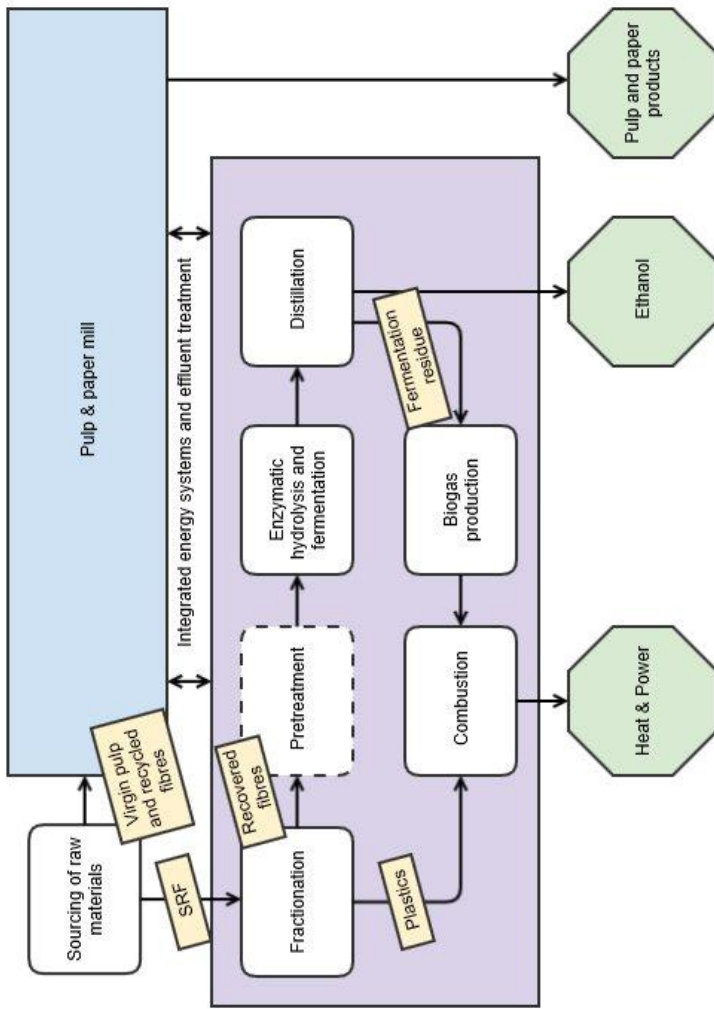 Pulp & paper mill
Sourcing of raw
materials
Virgin pulp
and recycled
fibres
SRF
Integrated energy systems and effluent treatment
Fractionation
Recovered
fibres
Pretreatment
Enzymatic
hydrolysis and
fermentation
Distillation
Plastics
Combustion
Biogas
production
Fermentation
residue
Heat & Power
Ethanol
Pulp and paper
products